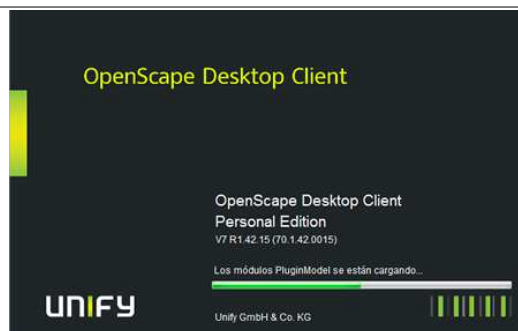 OpenScape Desktop Client
OpenScape Desktop Client
Personal Edition
V7 R1.42.15 (70.1.42.0015)
Los módulos PluginModel se están cargando...
UNIFY
Unify GmbH & Co. KG